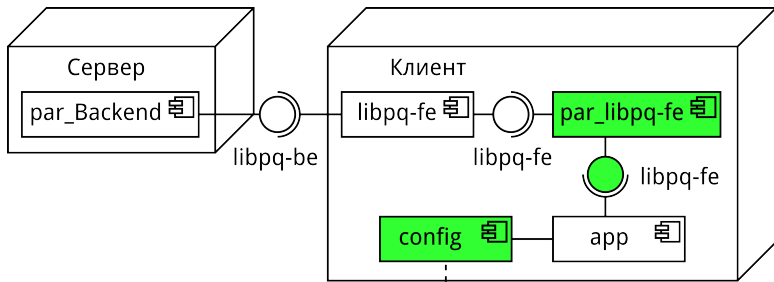 Сервер
Клиент
par_Backend
libpq-fe
par_libpq-fe
libpq-be
libpq-fe
libpq-fe
config
app